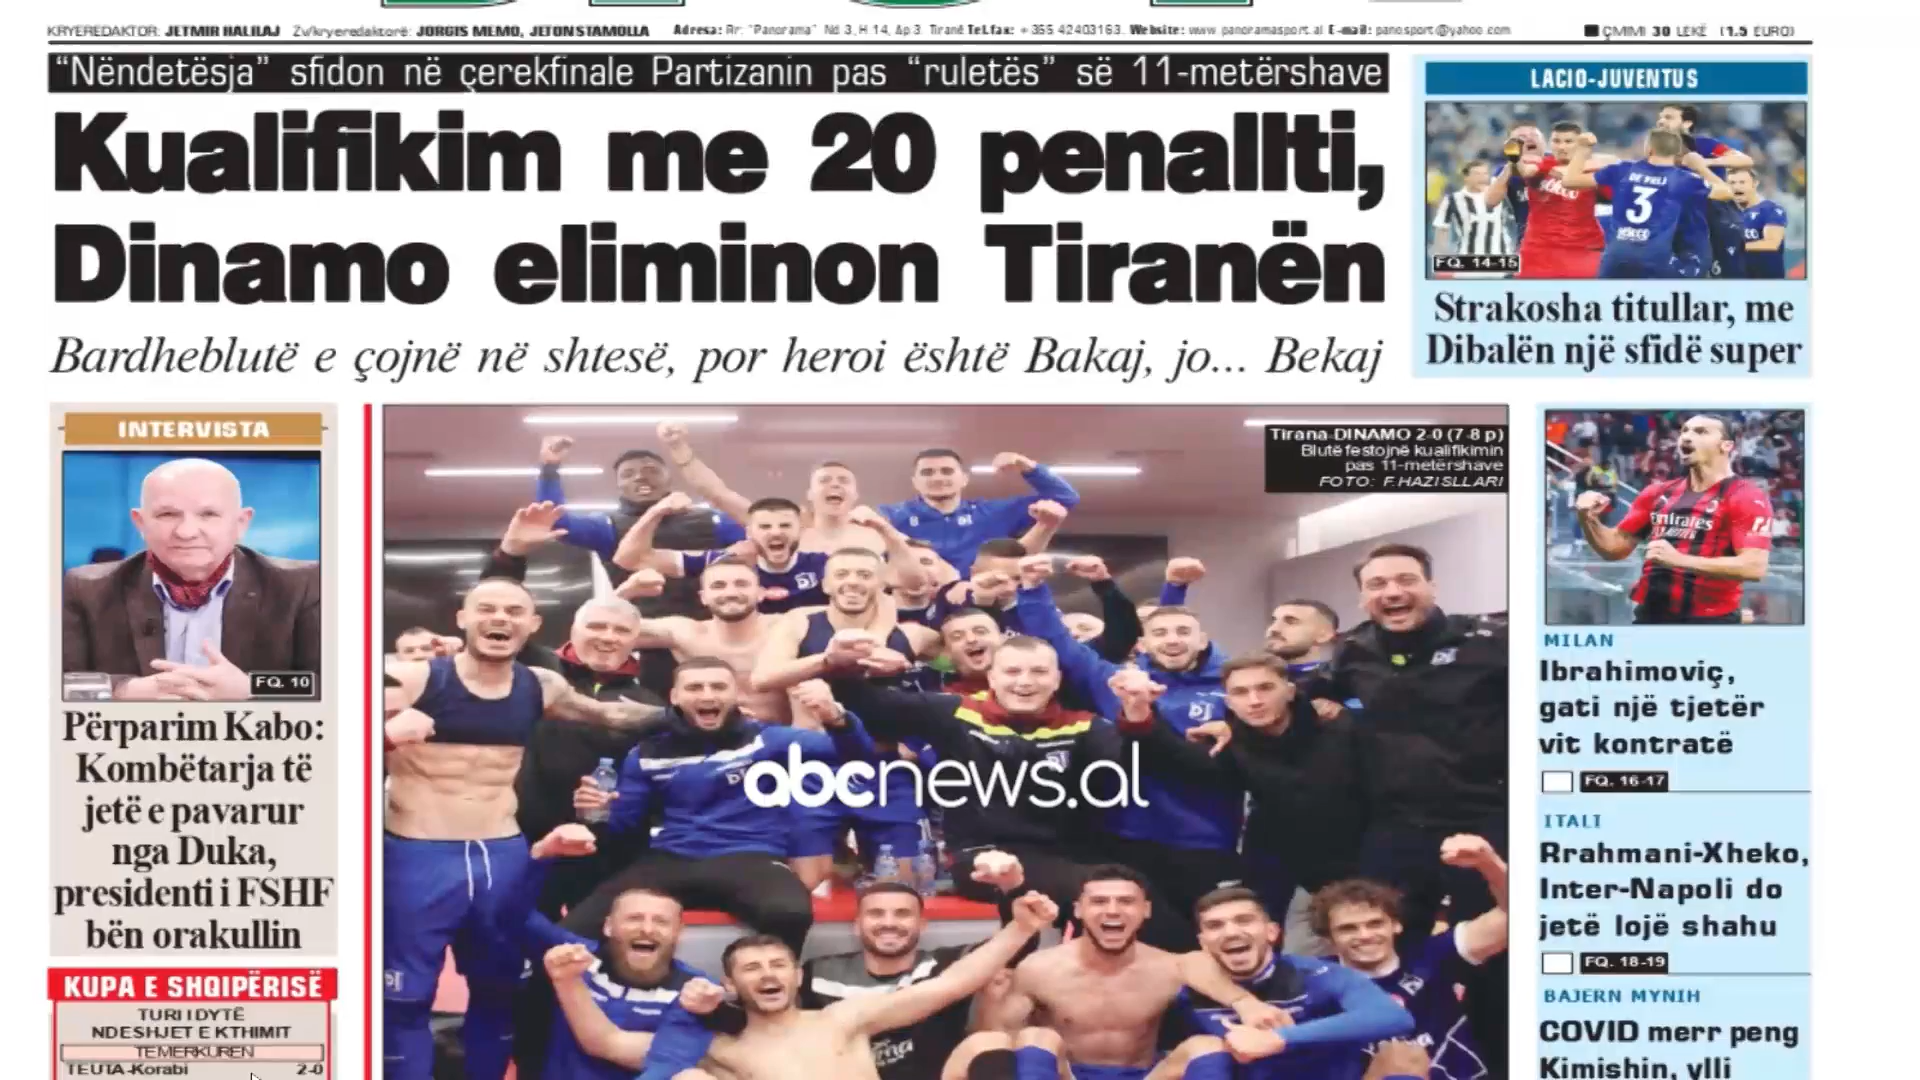 KRYEREDAKTOR: JETMIR HALILAJ Zv/kryeredaktorë: JORGIS MEMO, JETON STAMOLLA Adresa: Rr: "Panorama" Nd 3, H 14, Ap 3 Tiranë Tel.fax: +355 42403163. Website: www.panoramasport.al E-mail: panosport@yahoo.com ÇMIMI 30 LEKË (1.5 EURO)
"Nëndetësja" sfidon në çerekfinale Partizanin pas "ruletës" së 11-metërshave
Kualifikim me 20 penallti,
Dinamo eliminon Tiranën
Bardheblutë e çojnë në shtesë, por heroi është Bakaj, jo... Bekaj
LACIO-JUVENTUS
DE VRIJ
3
FQ. 14-15
Strakosha titullar, me
Dibalën një sfidë super
INTERVISTA
FQ. 10
Përparim Kabo:
Kombëtarja të
jetë e pavarur
nga Duka,
presidenti i FSHF
bën orakullin
KUPA E SHQIPËRISË
TURI I DYTË
NDESHJET E KTHIMIT
TE MERKUREN
TEUTA-Korabi 2-0
Tirana-DINAMO 2-0 (7-8 p)
Blutë festojnë kualifikimin
pas 11-metërshave
FOTO: F.HAZISLLARI
abcnews.al
Emirates
MILAN
Ibrahimoviç,
gati një tjetër
vit kontratë
FQ. 16-17
ITALI
Rrahmani-Xheko,
Inter-Napoli do
jetë lojë shahu
FQ. 18-19
BAJERN MYNIH
COVID merr peng
Kimishin, ylli